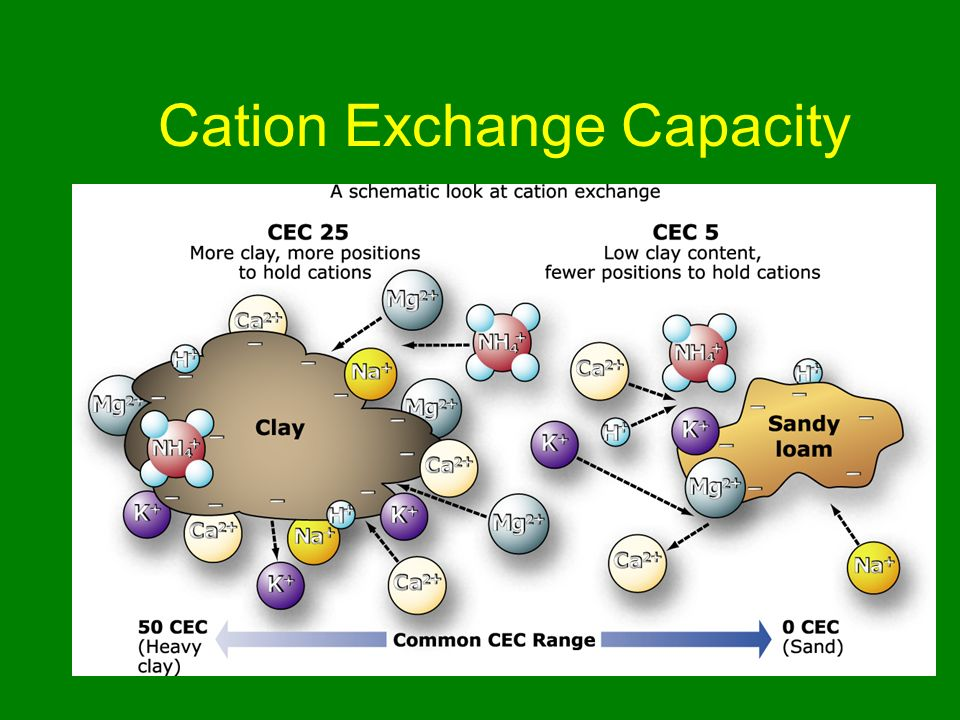 Cation Exchange Capacity
A schematic look at cation exchange
CEC 25
More clay, more positions
to hold cations
CEC 5
Low clay content,
fewer positions to hold cations
Mg2+
Ca2+
NH4+
NH4+
H+
Na+
Ca2+
H+
Mg2+
Mg2+
Clay
K+
H+
K+
Sandy
loam
NH4+
Ca2+
Mg2+
K+
Ca2+
Na+
H+
K+
Mg2+
Ca2+
Na+
K+
Ca2+
50 CEC
(Heavy
clay)
Common CEC Range
0 CEC
(Sand)